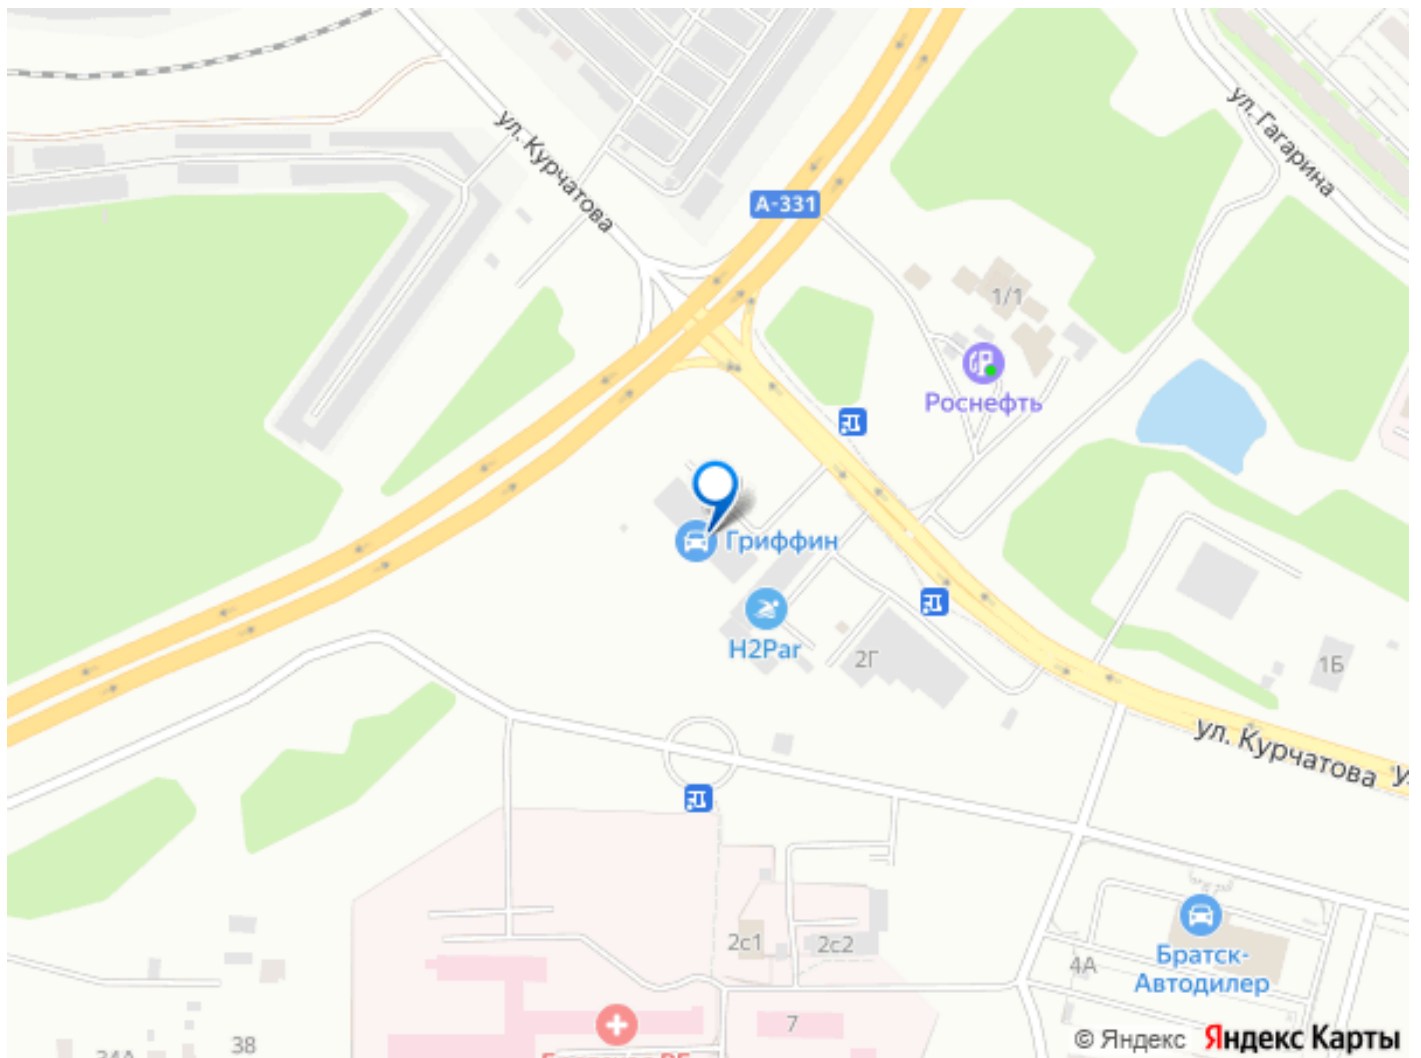 ул. Гагарина
ул. Курчатова
А-331
1/1
Роснефть
Гриффин
H2Par
2Г
1Б
ул. Курчатова
2с1
2с2
4А
Братск-
Автодилер
7
38
34А
© Яндекс Яндекс Карты